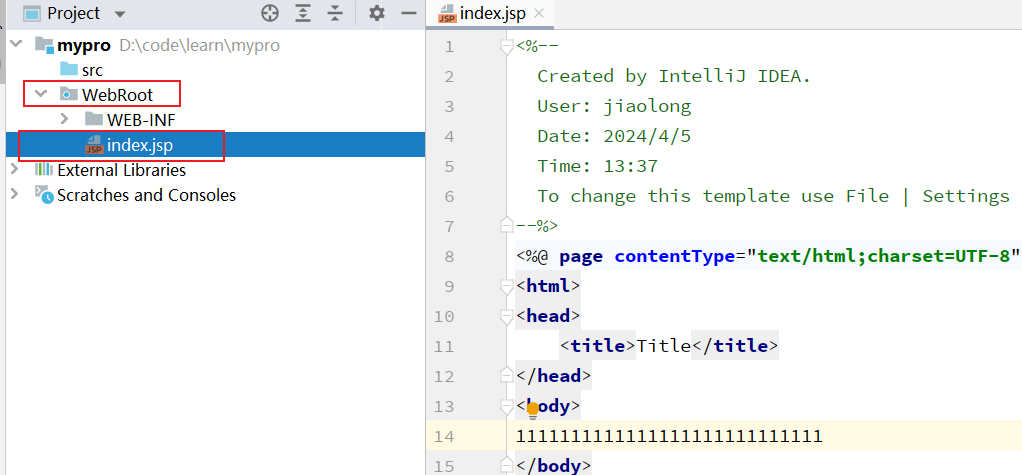 Project
mypro D:\code\learn\mypro
src
WebRoot
WEB-INF
JSP index.jsp
External Libraries
Scratches and Consoles
JSP index.jsp
1 <%--
2 Created by IntelliJ IDEA.
3 User: jiaolong
4 Date: 2024/4/5
5 Time: 13:37
6 To change this template use File | Settings
7 --%>
8 <%@ page contentType="text/html;charset=UTF-8"
9 <html>
10 <head>
11 <title>Title</title>
12 </head>
13 <body>
14 1111111111111111111111111111
15 </body>